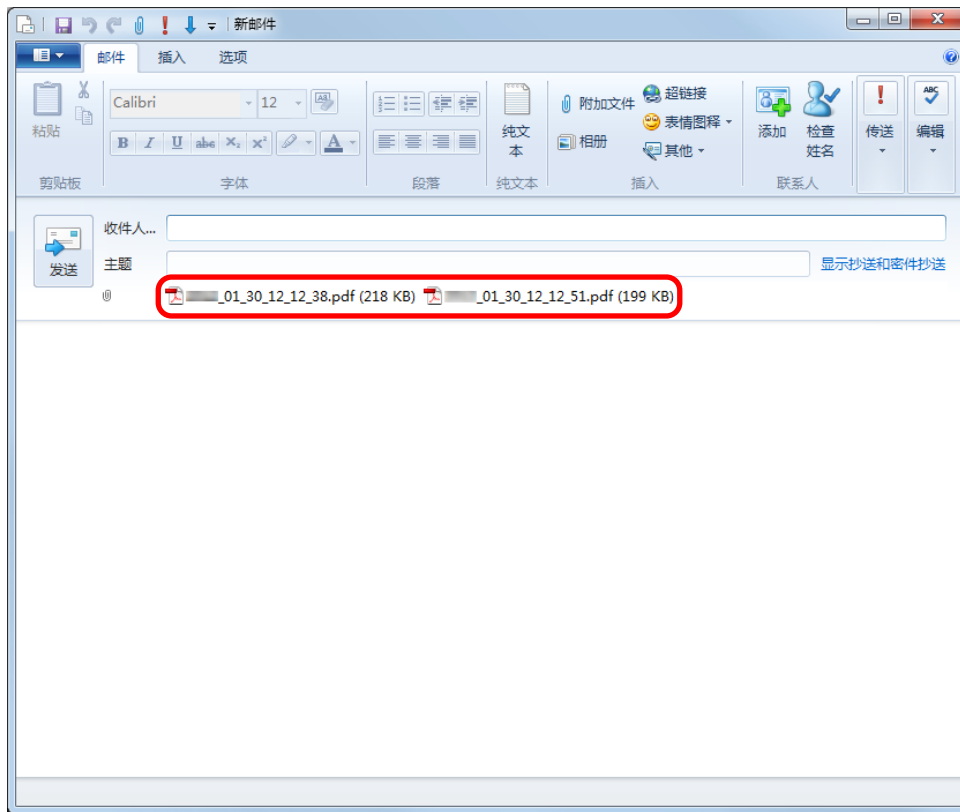 新邮件
邮件 插入 选项
粘贴
剪贴板
Calibri 12
B I U abc X₂ x² A
字体
段落
纯文本
纯文本
附加文件
相册
超链接
表情图释
其他
插入
添加
检查姓名
联系人
传送
ABC
编辑
发送
收件人...
主题 显示抄送和密件抄送
_01_30_12_12_38.pdf (218 KB) _01_30_12_12_51.pdf (199 KB)